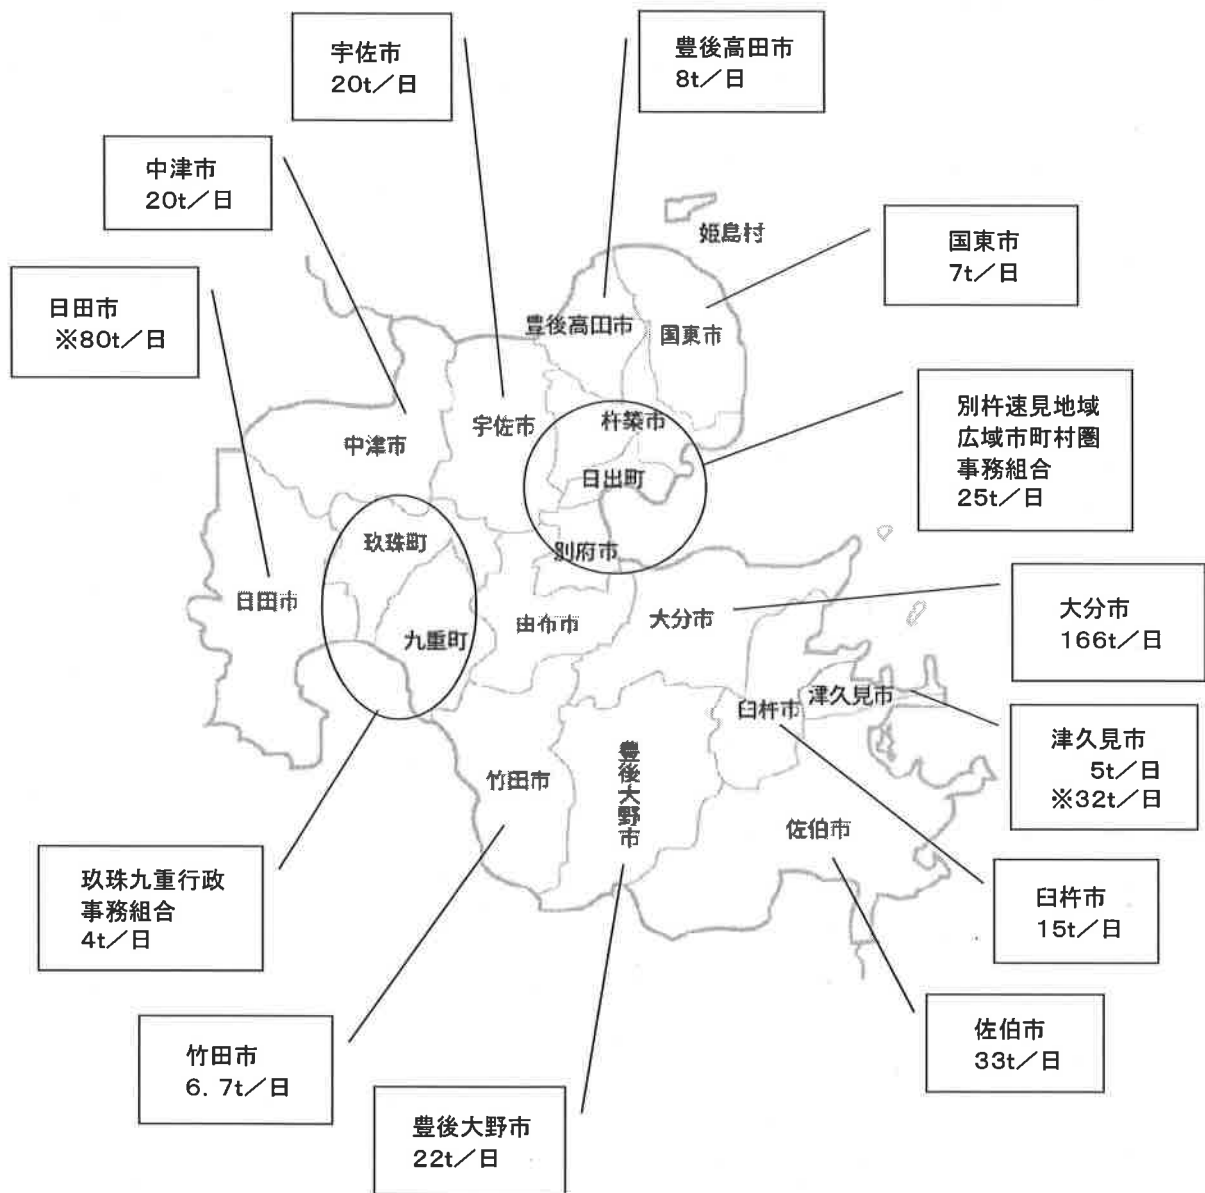 宇佐市
20t／日
豊後高田市
8t／日
中津市
20t／日
姫島村
国東市
7t／日
日田市
※80t／日
豊後高田市
国東市
別杵速見地域
広域市町村圏
事務組合
25t／日
杵築市
宇佐市
中津市
日出町
玖珠町
別府市
日田市
由布市
大分市
九重町
大分市
166t／日
津久見市
臼杵市
津久見市
5t／日
※32t／日
竹田市
豊後大野市
佐伯市
玖珠九重行政
事務組合
4t／日
臼杵市
15t／日
竹田市
6．7t／日
佐伯市
33t／日
豊後大野市
22t／日